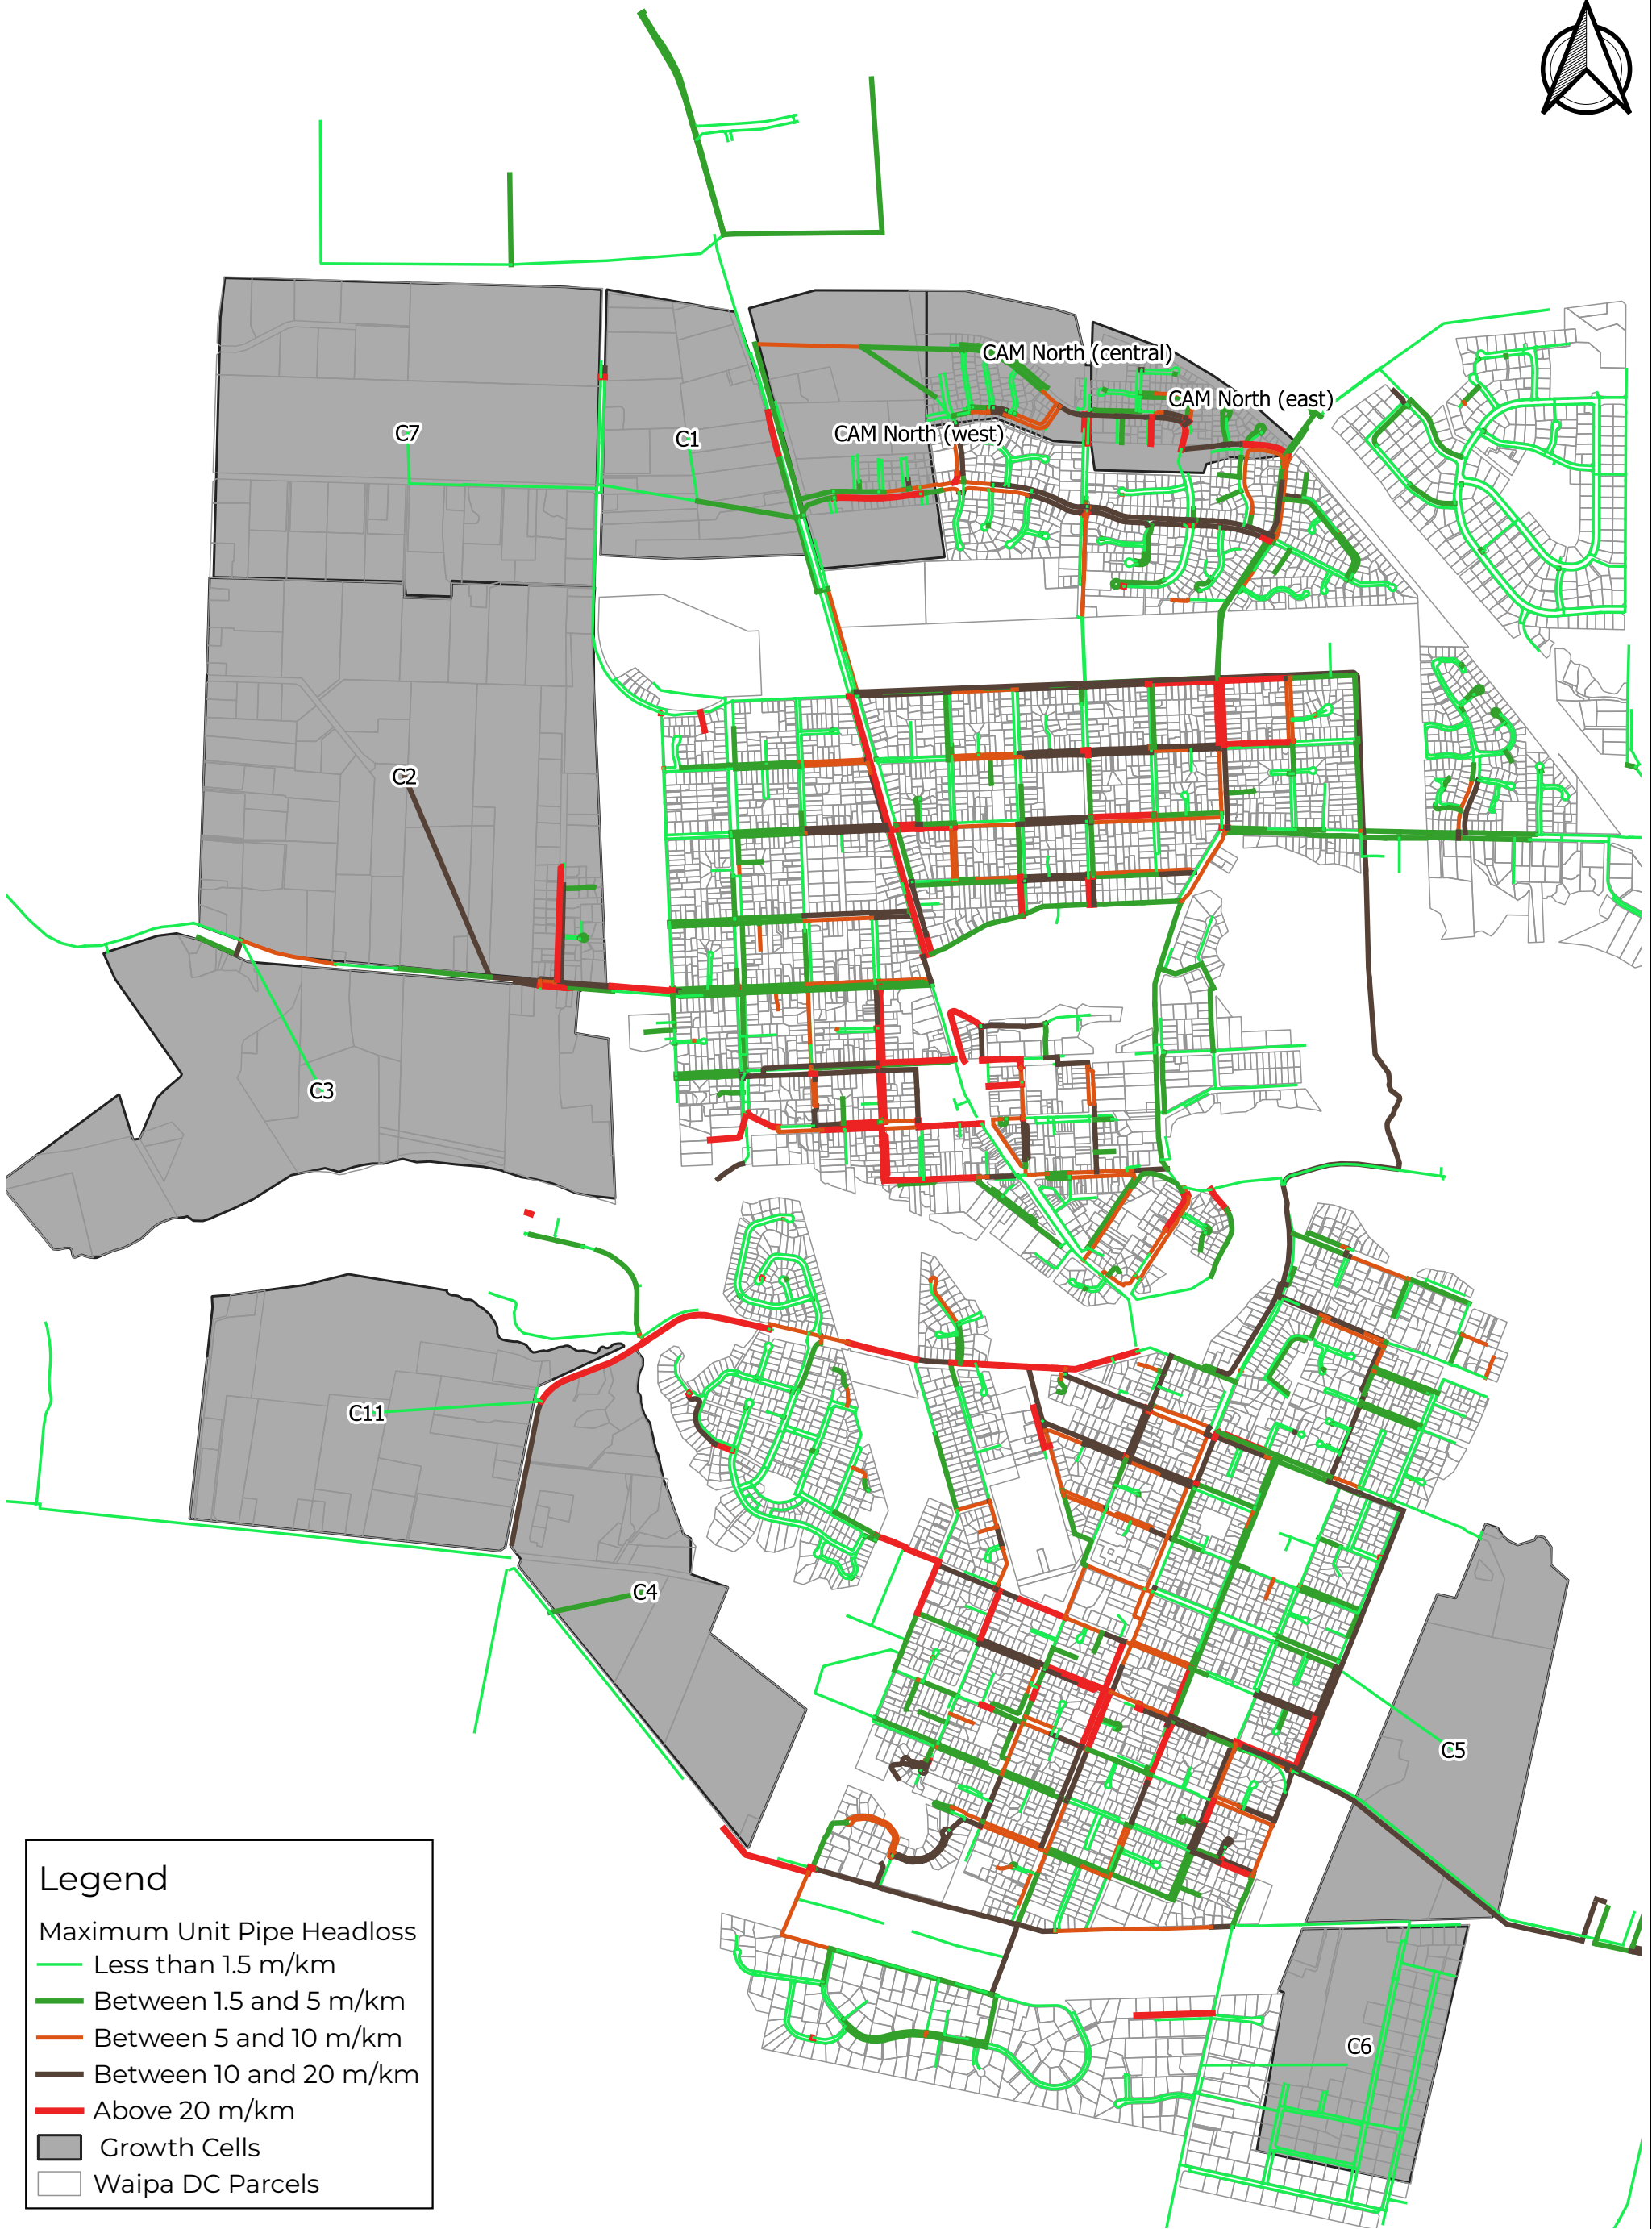 CAM North (central)
CAM North (east)
C7
C1
CAM North (west)
C2
C3
C11
C4
C5
C6
Legend
Maximum Unit Pipe Headloss
Less than 1.5 m/km
Between 1.5 and 5 m/km
Between 5 and 10 m/km
Between 10 and 20 m/km
Above 20 m/km
Growth Cells
Waipa DC Parcels